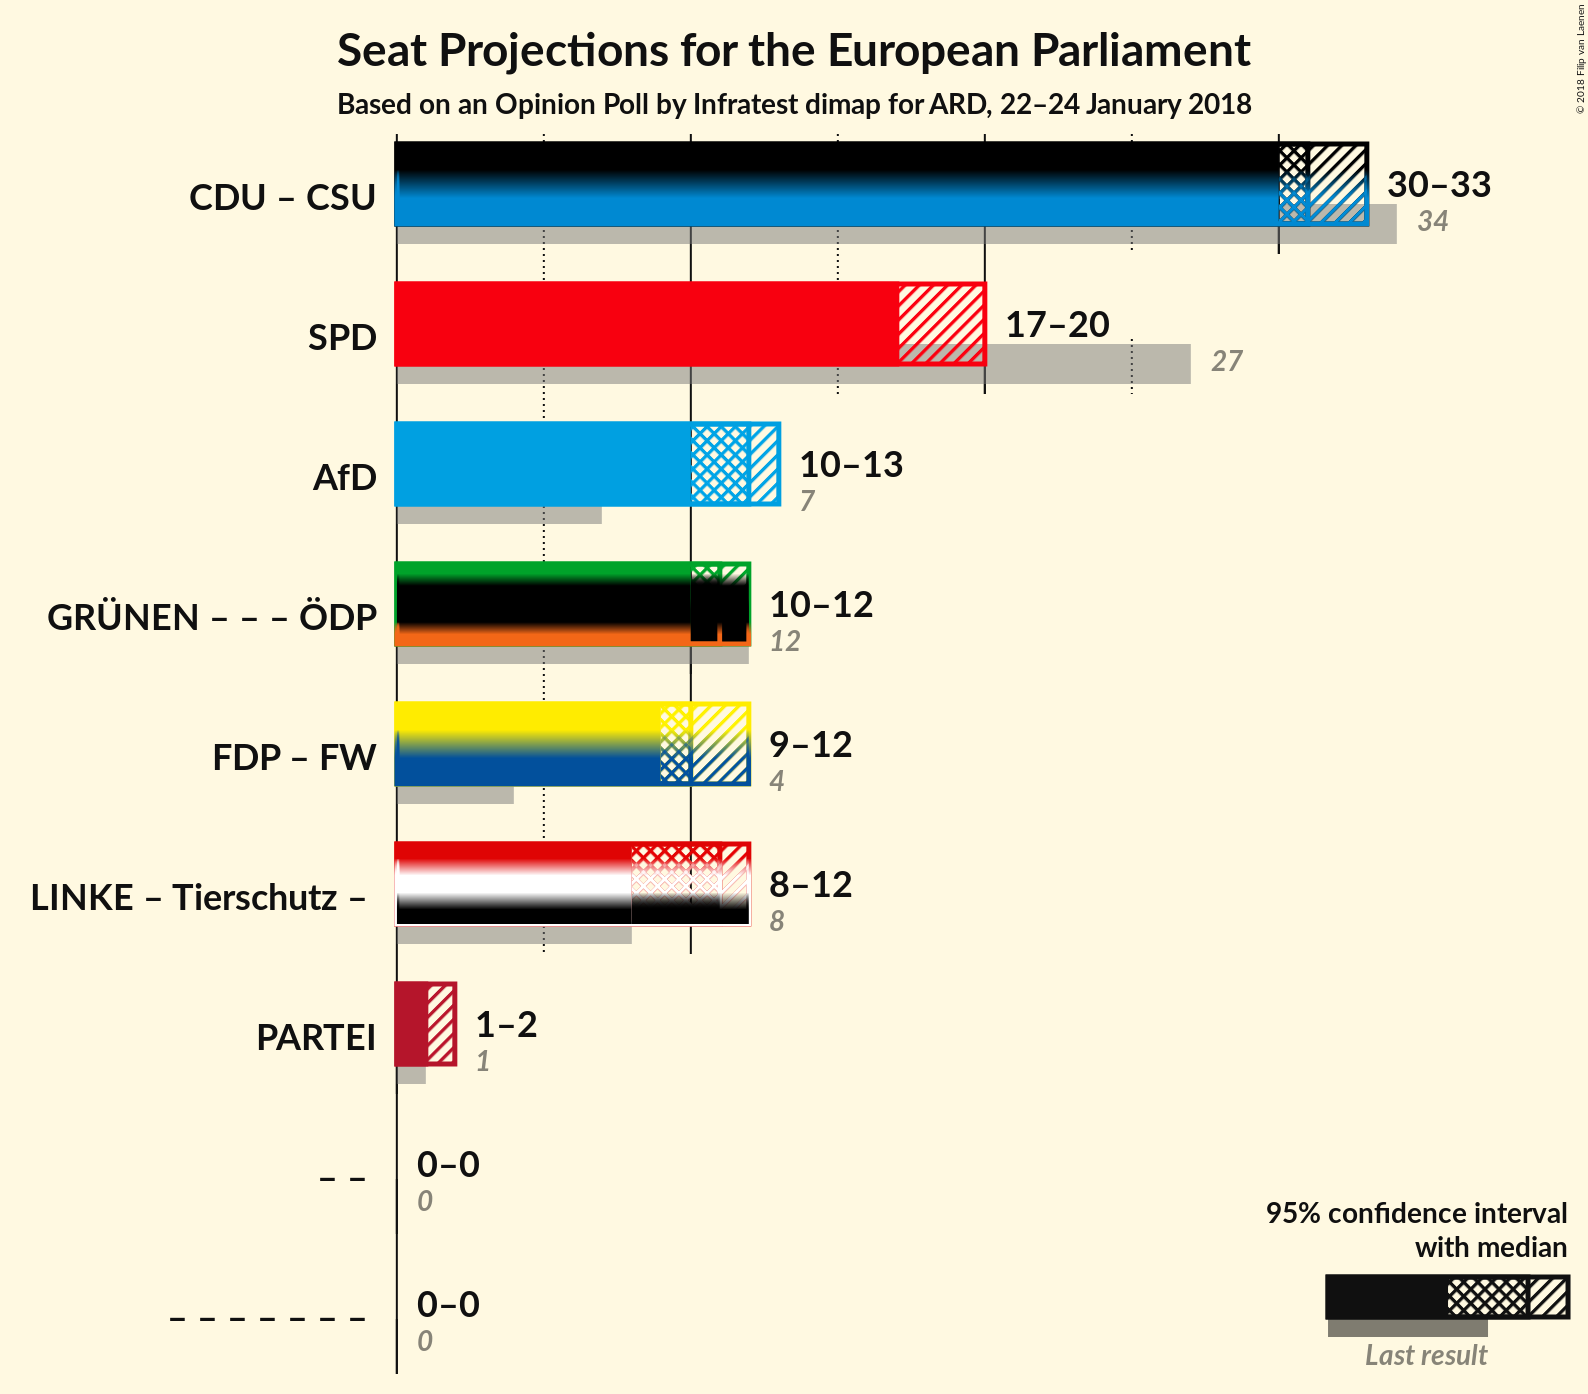 Seat Projections for the European Parliament
Based on an Opinion Poll by Infratest dimap for ARD, 22–24 January 2018
© 2018 Filip van Laenen
CDU – CSU
30–33
34
SPD
17–20
27
AfD
10–13
7
GRÜNEN – – – ÖDP
10–12
12
FDP – FW
9–12
4
LINKE – Tierschutz –
8–12
8
PARTEI
1–2
1
– –
0–0
0
– – – – – – –
0–0
0
95% confidence interval
with median
Last result